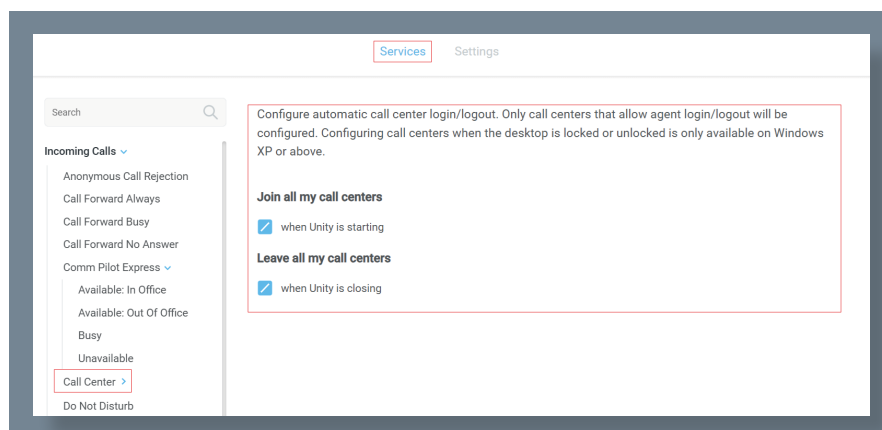 Services Settings
Search
Incoming Calls
Anonymous Call Rejection
Call Forward Always
Call Forward Busy
Call Forward No Answer
Comm Pilot Express
Available: In Office
Available: Out Of Office
Busy
Unavailable
Call Center
Do Not Disturb
Configure automatic call center login/logout. Only call centers that allow agent login/logout will be
configured. Configuring call centers when the desktop is locked or unlocked is only available on Windows
XP or above.
Join all my call centers
when Unity is starting
Leave all my call centers
when Unity is closing